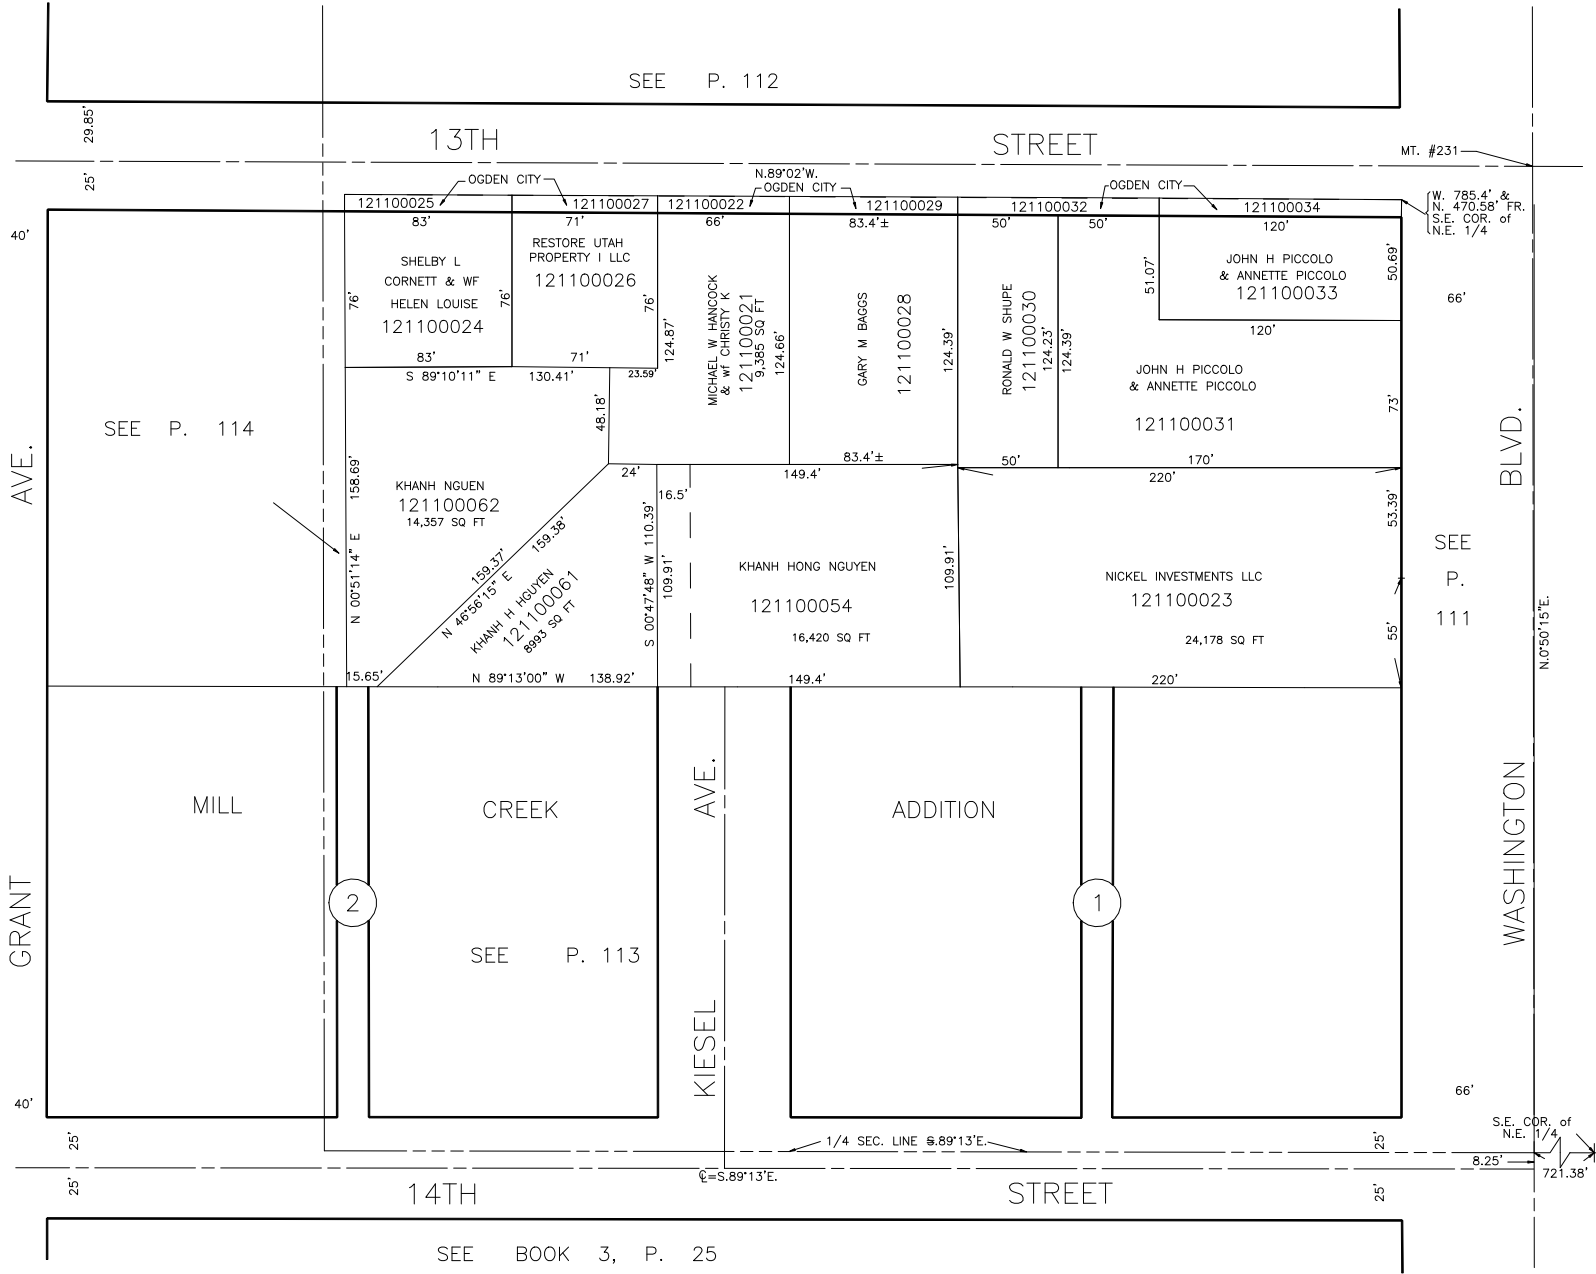 SEE P. 112
29.85'
13TH STREET
MT. #231
25'
N.89°02'W.
OGDEN CITY
OGDEN CITY
OGDEN CITY
121100025
121100027
121100022
121100029
121100032
121100034
W. 785.4' &
N. 470.58' FR.
S.E. COR. of
N.E. 1/4
40'
83'
71'
66'
83.4'±
50'
50'
120'
66'
SHELBY L
CORNETT & WF
HELEN LOUISE
121100024
76'
76'
83'
RESTORE UTAH
PROPERTY I LLC
121100026
76'
71'
MICHAEL W HANCOCK
& wf CHRISTY K
121100021
9,385 SQ FT
124.87'
124.66'
GARY M BAGGS
121100028
124.39'
83.4'±
RONALD W SHUPE
121100030
124.23'
124.39'
50'
51.07'
JOHN H PICCOLO
& ANNETTE PICCOLO
121100033
50.69'
120'
JOHN H PICCOLO
& ANNETTE PICCOLO
121100031
73'
170'
220'
S 89°10'11" E
130.41'
23.59'
48.18'
SEE P. 114
158.69'
N 00°51'14" E
KHANH NGUEN
121100062
14,357 SQ FT
24'
16.5'
149.4'
159.37'
159.38'
N 46°56'15" E
KHANH H HGUYEN
121100061
8993 SQ FT
S 00°47'48" W 110.39'
109.91'
KHANH HONG NGUYEN
121100054
16,420 SQ FT
109.91'
NICKEL INVESTMENTS LLC
121100023
24,178 SQ FT
53.39'
55'
SEE
P.
111
N.0°50'15"E.
15.65'
N 89°13'00" W
138.92'
149.4'
220'
GRANT AVE.
WASHINGTON BLVD.
KIESEL AVE.
MILL CREEK ADDITION
2
1
SEE P. 113
40'
66'
25'
1/4 SEC. LINE S.89°13'E.
25'
S.E. COR. of
N.E. 1/4
8.25'
721.38'
25'
℄=S.89°13'E.
25'
14TH STREET
SEE BOOK 3, P. 25